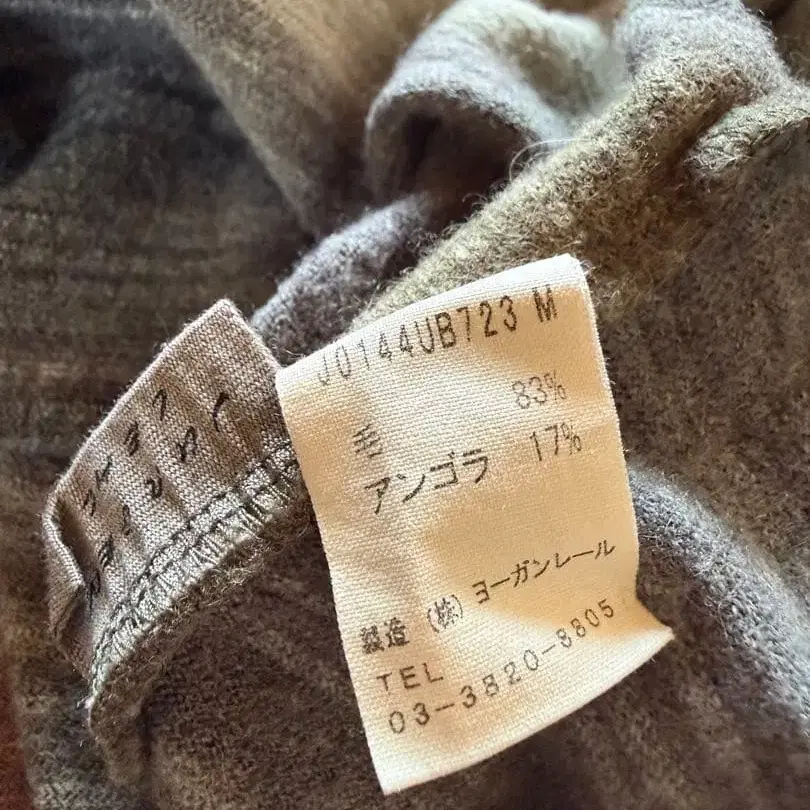 J0144UB723 M
毛 83%
アンゴラ 17%
製造 (株) ヨーガンレール
TEL
03-3820-8805